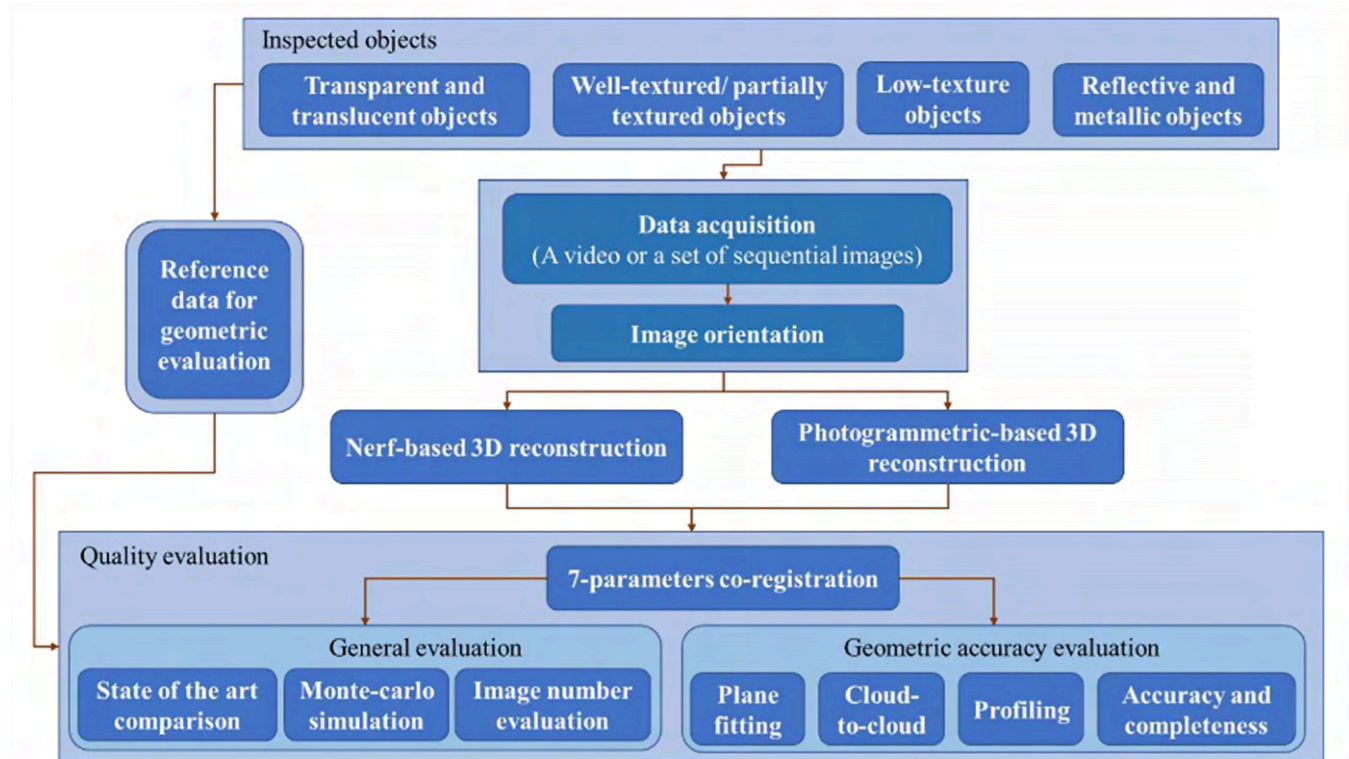 Inspected objects
Transparent and
translucent objects
Well-textured/ partially
textured objects
Low-texture
objects
Reflective and
metallic objects
Data acquisition
(A video or a set of sequential images)
Image orientation
Reference
data for
geometric
evaluation
Nerf-based 3D reconstruction
Photogrammetric-based 3D
reconstruction
Quality evaluation
7-parameters co-registration
General evaluation
State of the art
comparison
Monte-carlo
simulation
Image number
evaluation
Geometric accuracy evaluation
Plane
fitting
Cloud-
to-cloud
Profiling
Accuracy and
completeness